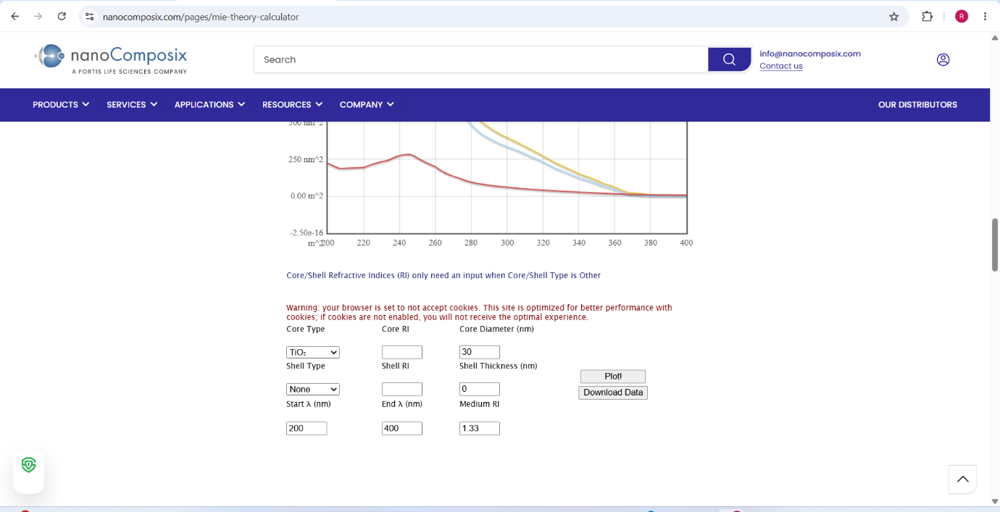 nanocomposix.com/pages/mie-theory-calculator
R
nanoComposix
A FORTIS LIFE SCIENCES COMPANY
Search
info@nanocomposix.com
Contact us
PRODUCTS SERVICES APPLICATIONS RESOURCES COMPANY OUR DISTRIBUTORS
500 nm^2
250 nm^2
0.00 m^2
-2.50e-16
m^2
200 220 240 260 280 300 320 340 360 380 400
Core/Shell Refractive Indices (RI) only need an input when Core/Shell Type is Other
Warning: your browser is set to not accept cookies. This site is optimized for better performance with
cookies; if cookies are not enabled, you will not receive the optimal experience.
Core Type Core RI Core Diameter (nm)
TiO₂ 30
Shell Type Shell RI Shell Thickness (nm)
Plot!
None 0
Download Data
Start λ (nm) End λ (nm) Medium RI
200 400 1.33